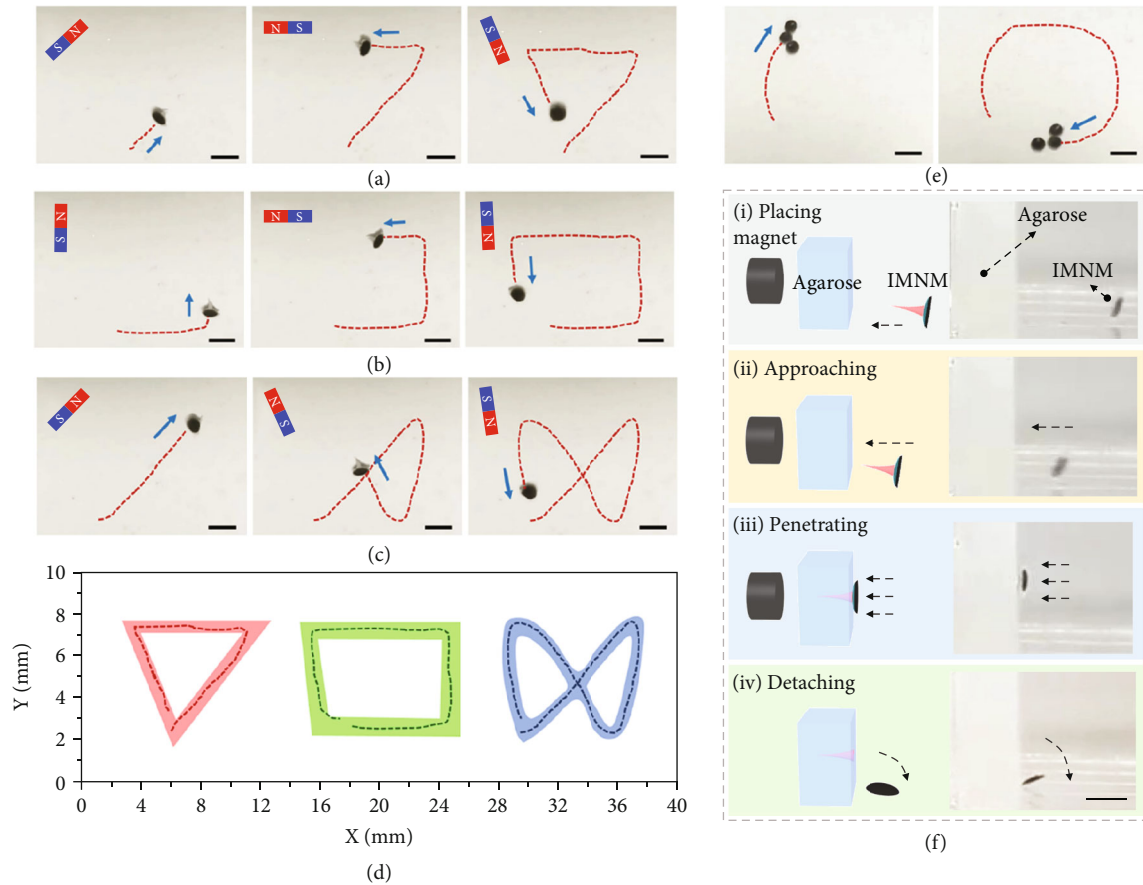 S N
N S
S N
(a)
N S
N S
S N
(b)
S N
N S
S N
(c)
10
8
6
4
2
0
Y (mm)
0 4 8 12 16 20 24 28 32 36 40
X (mm)
(d)
(e)
(i) Placing
magnet
Agarose
IMNM
Agarose
IMNM
(ii) Approaching
(iii) Penetrating
(iv) Detaching
(f)